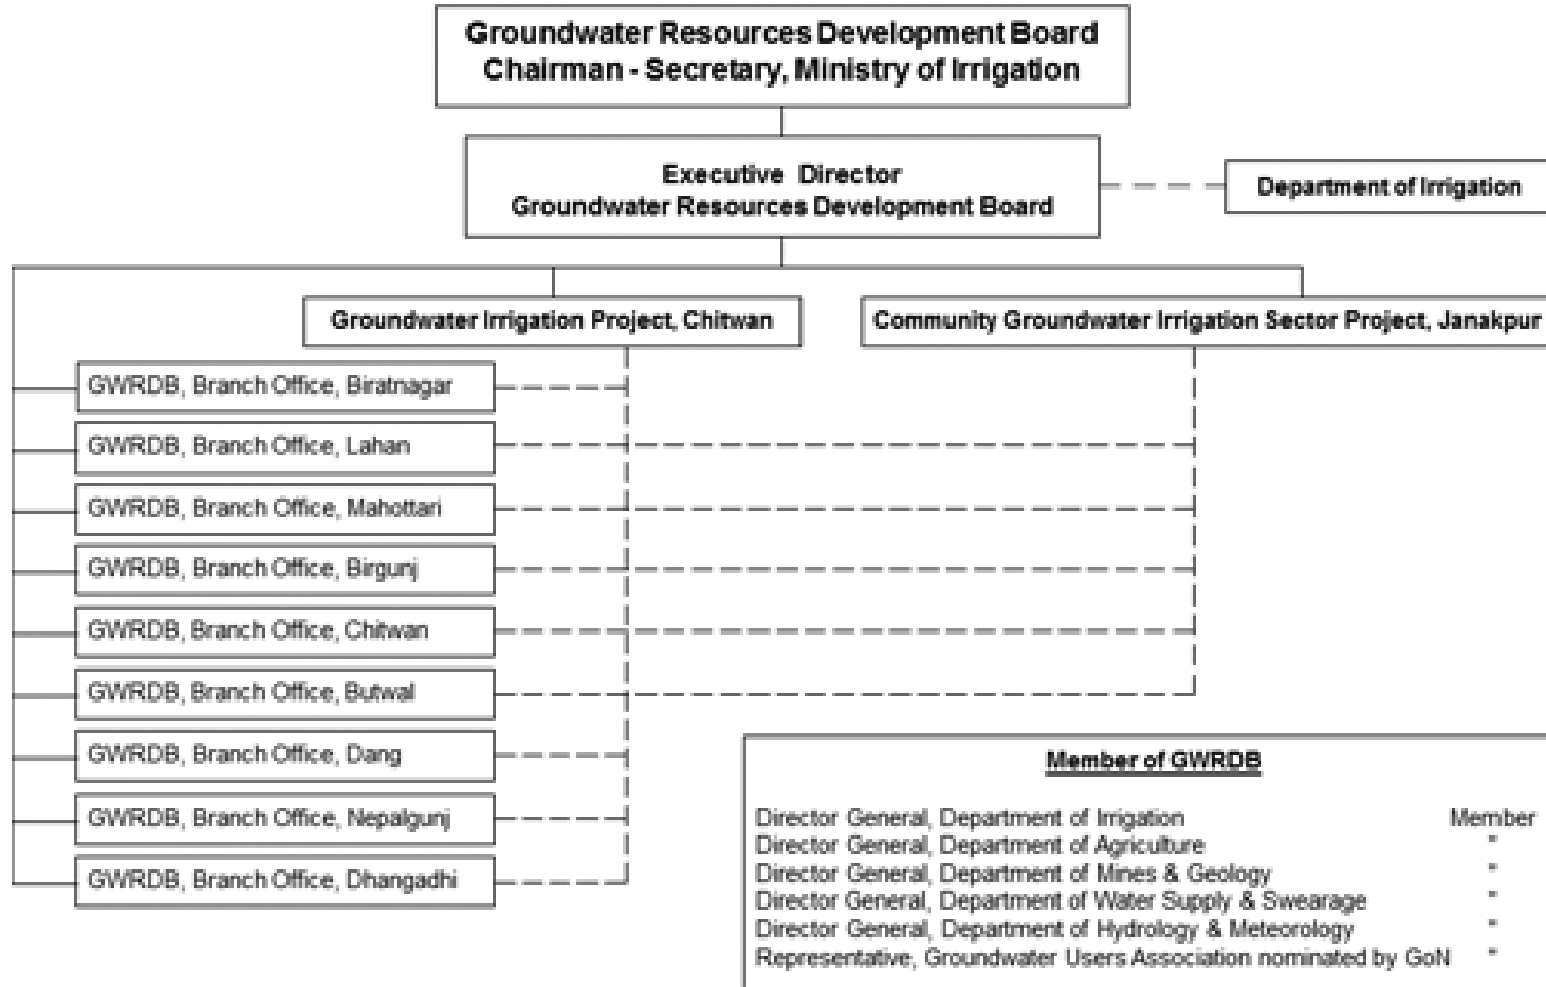 Groundwater Resources Development Board
Chairman - Secretary, Ministry of Irrigation
Executive Director
Groundwater Resources Development Board
Department of Irrigation
Groundwater Irrigation Project, Chitwan
Community Groundwater Irrigation Sector Project, Janakpur
GWRDB, Branch Office, Biratnagar
GWRDB, Branch Office, Lahan
GWRDB, Branch Office, Mahottari
GWRDB, Branch Office, Birgunj
GWRDB, Branch Office, Chitwan
GWRDB, Branch Office, Butwal
GWRDB, Branch Office, Dang
GWRDB, Branch Office, Nepalgunj
GWRDB, Branch Office, Dhangadhi
Member of GWRDB
Director General, Department of Irrigation Member
Director General, Department of Agriculture "
Director General, Department of Mines & Geology "
Director General, Department of Water Supply & Swearage "
Director General, Department of Hydrology & Meteorology "
Representative, Groundwater Users Association nominated by GoN "